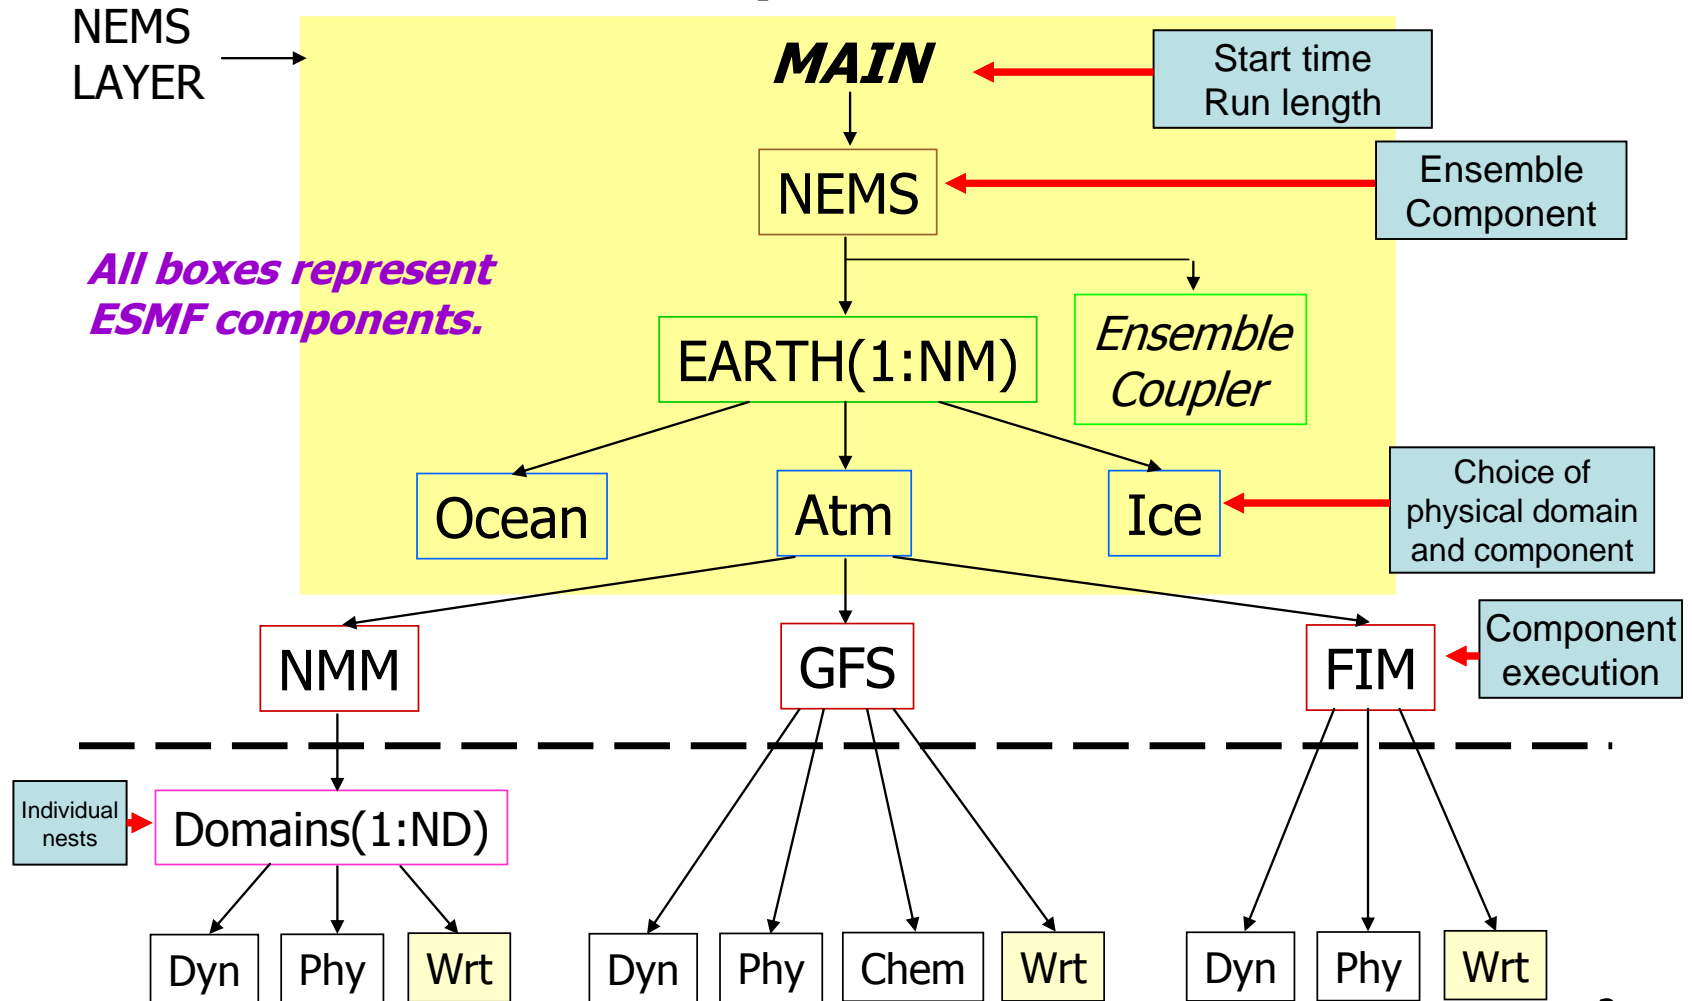 NEMS
LAYER
MAIN
Start time
Run length
NEMS
Ensemble
Component
All boxes represent
ESMF components.
EARTH(1:NM)
Ensemble
Coupler
Ocean
Atm
Ice
Choice of
physical domain
and component
NMM
GFS
FIM
Component
execution
Individual
nests
Domains(1:ND)
Dyn
Phy
Wrt
Dyn
Phy
Chem
Wrt
Dyn
Phy
Wrt